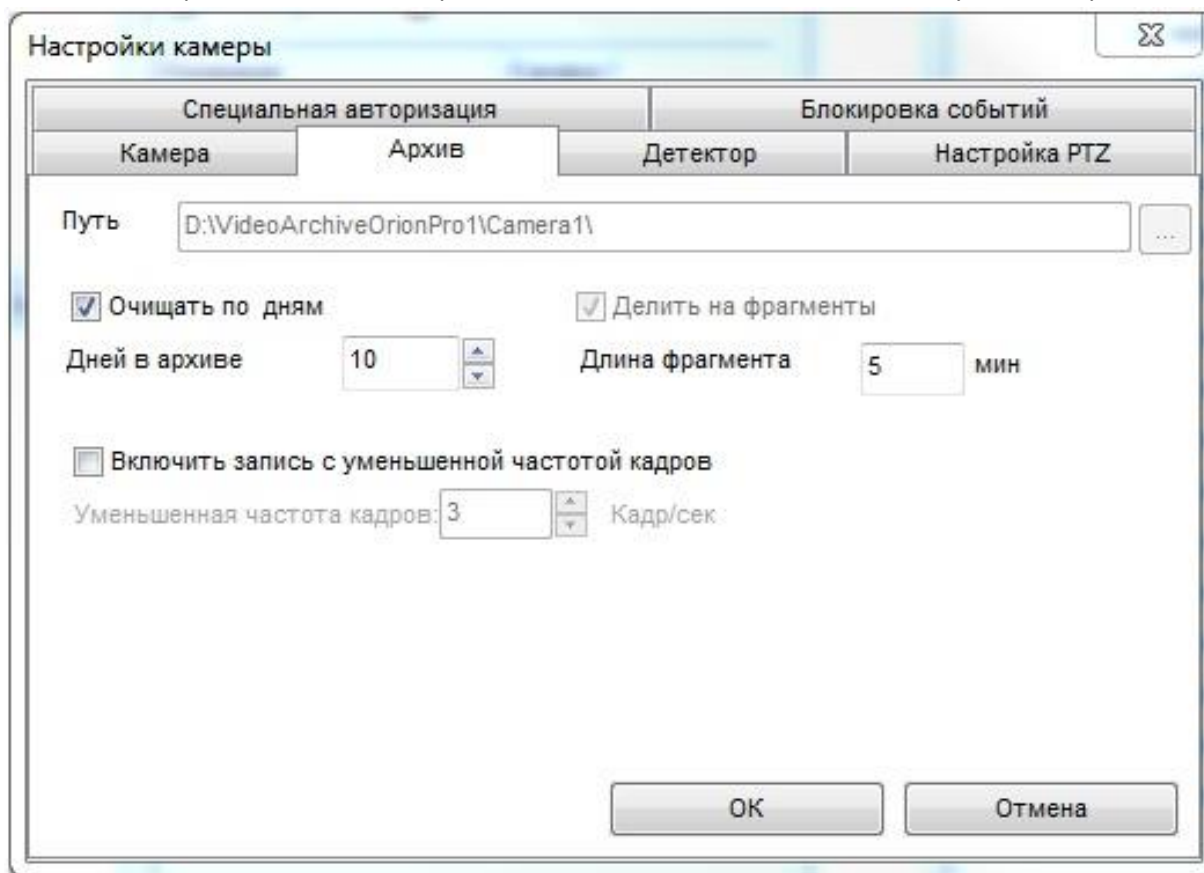 Настройки камеры
Специальная авторизация Блокировка событий
Камера Архив Детектор Настройка PTZ
Путь D:\VideoArchiveOrionPro1\Camera1\ ...
Очищать по дням Делить на фрагменты
Дней в архиве 10 Длина фрагмента 5 мин
Включить запись с уменьшенной частотой кадров
Уменьшенная частота кадров: 3 Кадр/сек
ОК Отмена